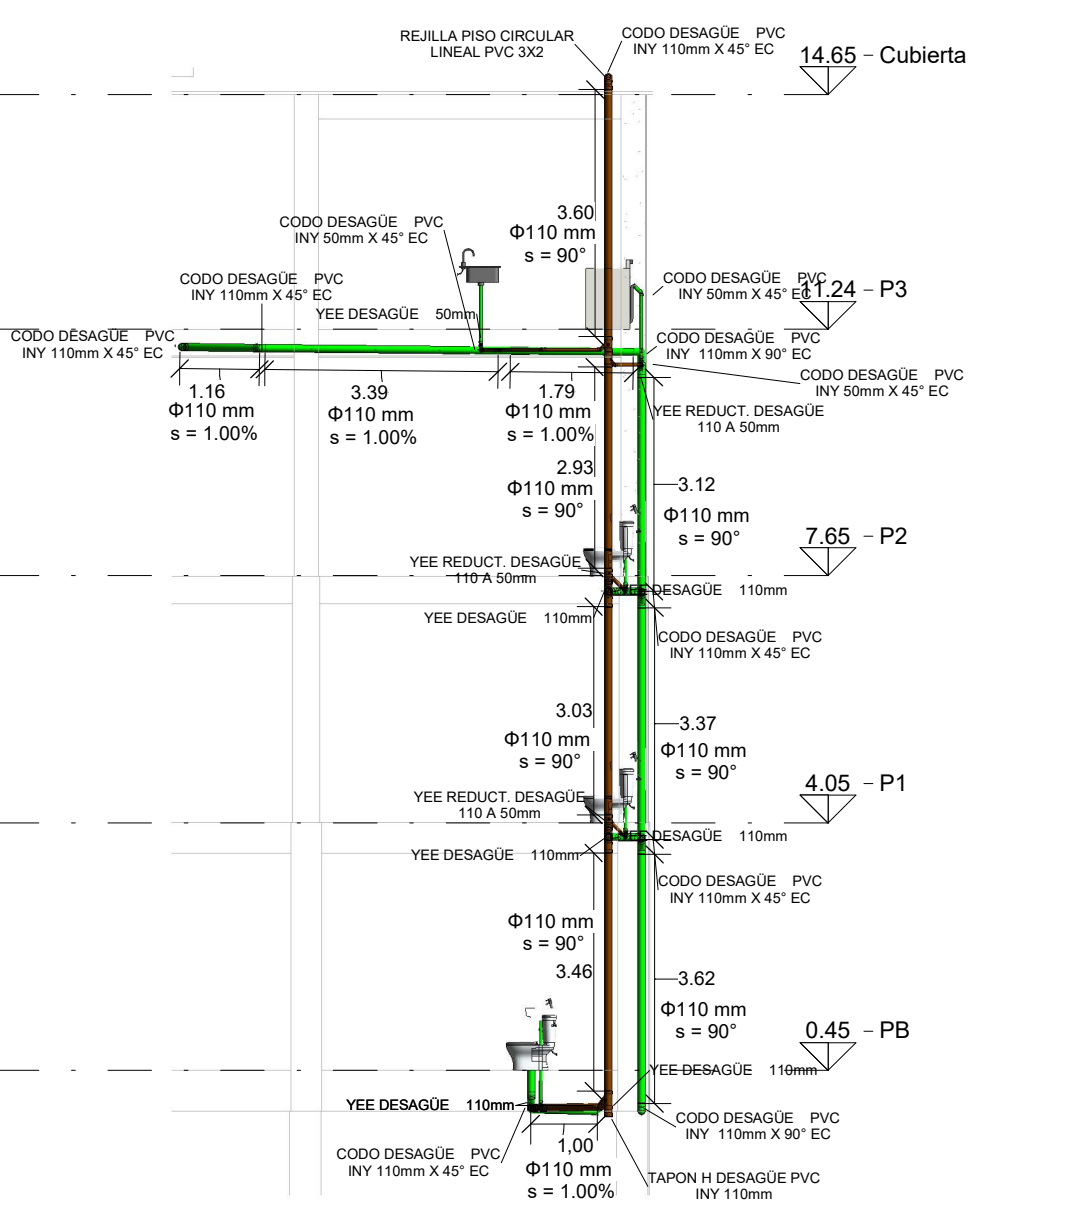 REJILLA PISO CIRCULAR
LINEAL PVC 3X2
CODO DESAGÜE PVC
INY 110mm X 45° EC
14.65 – Cubierta
3.60
Φ110 mm
s = 90°
CODO DESAGÜE PVC
INY 50mm X 45° EC
CODO DESAGÜE PVC
INY 110mm X 45° EC
YEE DESAGÜE 50mm
CODO DESAGÜE PVC
INY 50mm X 45° EC
11.24 – P3
CODO DESAGÜE PVC
INY 110mm X 45° EC
CODO DESAGÜE PVC
INY 110mm X 90° EC
CODO DESAGÜE PVC
INY 50mm X 45° EC
1.16
Φ110 mm
s = 1.00%
3.39
Φ110 mm
s = 1.00%
1.79
Φ110 mm
s = 1.00%
YEE REDUCT. DESAGÜE
110 A 50mm
2.93
Φ110 mm
s = 90°
3.12
Φ110 mm
s = 90°
7.65 – P2
YEE REDUCT. DESAGÜE
110 A 50mm
YEE DESAGÜE 110mm
YEE DESAGÜE 110mm
CODO DESAGÜE PVC
INY 110mm X 45° EC
3.03
Φ110 mm
s = 90°
3.37
Φ110 mm
s = 90°
4.05 – P1
YEE REDUCT. DESAGÜE
110 A 50mm
YEE DESAGÜE 110mm
YEE DESAGÜE 110mm
CODO DESAGÜE PVC
INY 110mm X 45° EC
Φ110 mm
s = 90°
3.46
3.62
Φ110 mm
s = 90°
0.45 – PB
YEE DESAGÜE 110mm
YEE DESAGÜE 110mm
CODO DESAGÜE PVC
INY 110mm X 90° EC
CODO DESAGÜE PVC
INY 110mm X 45° EC
1,00
Φ110 mm
s = 1.00%
TAPON H DESAGÜE PVC
INY 110mm